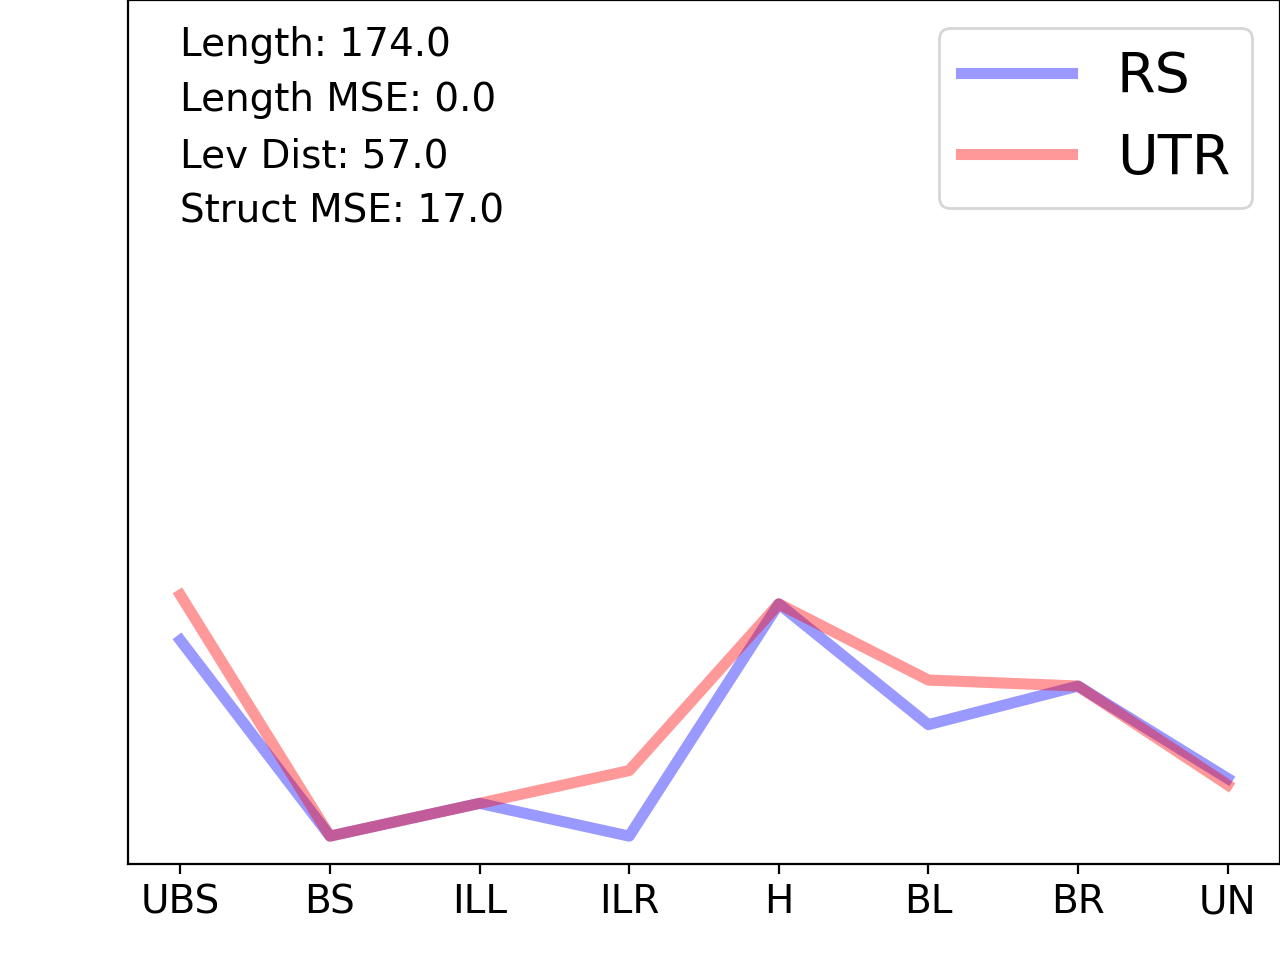 Length: 174.0
Length MSE: 0.0
Lev Dist: 57.0
Struct MSE: 17.0
RS
UTR
UBS BS ILL ILR H BL BR UN